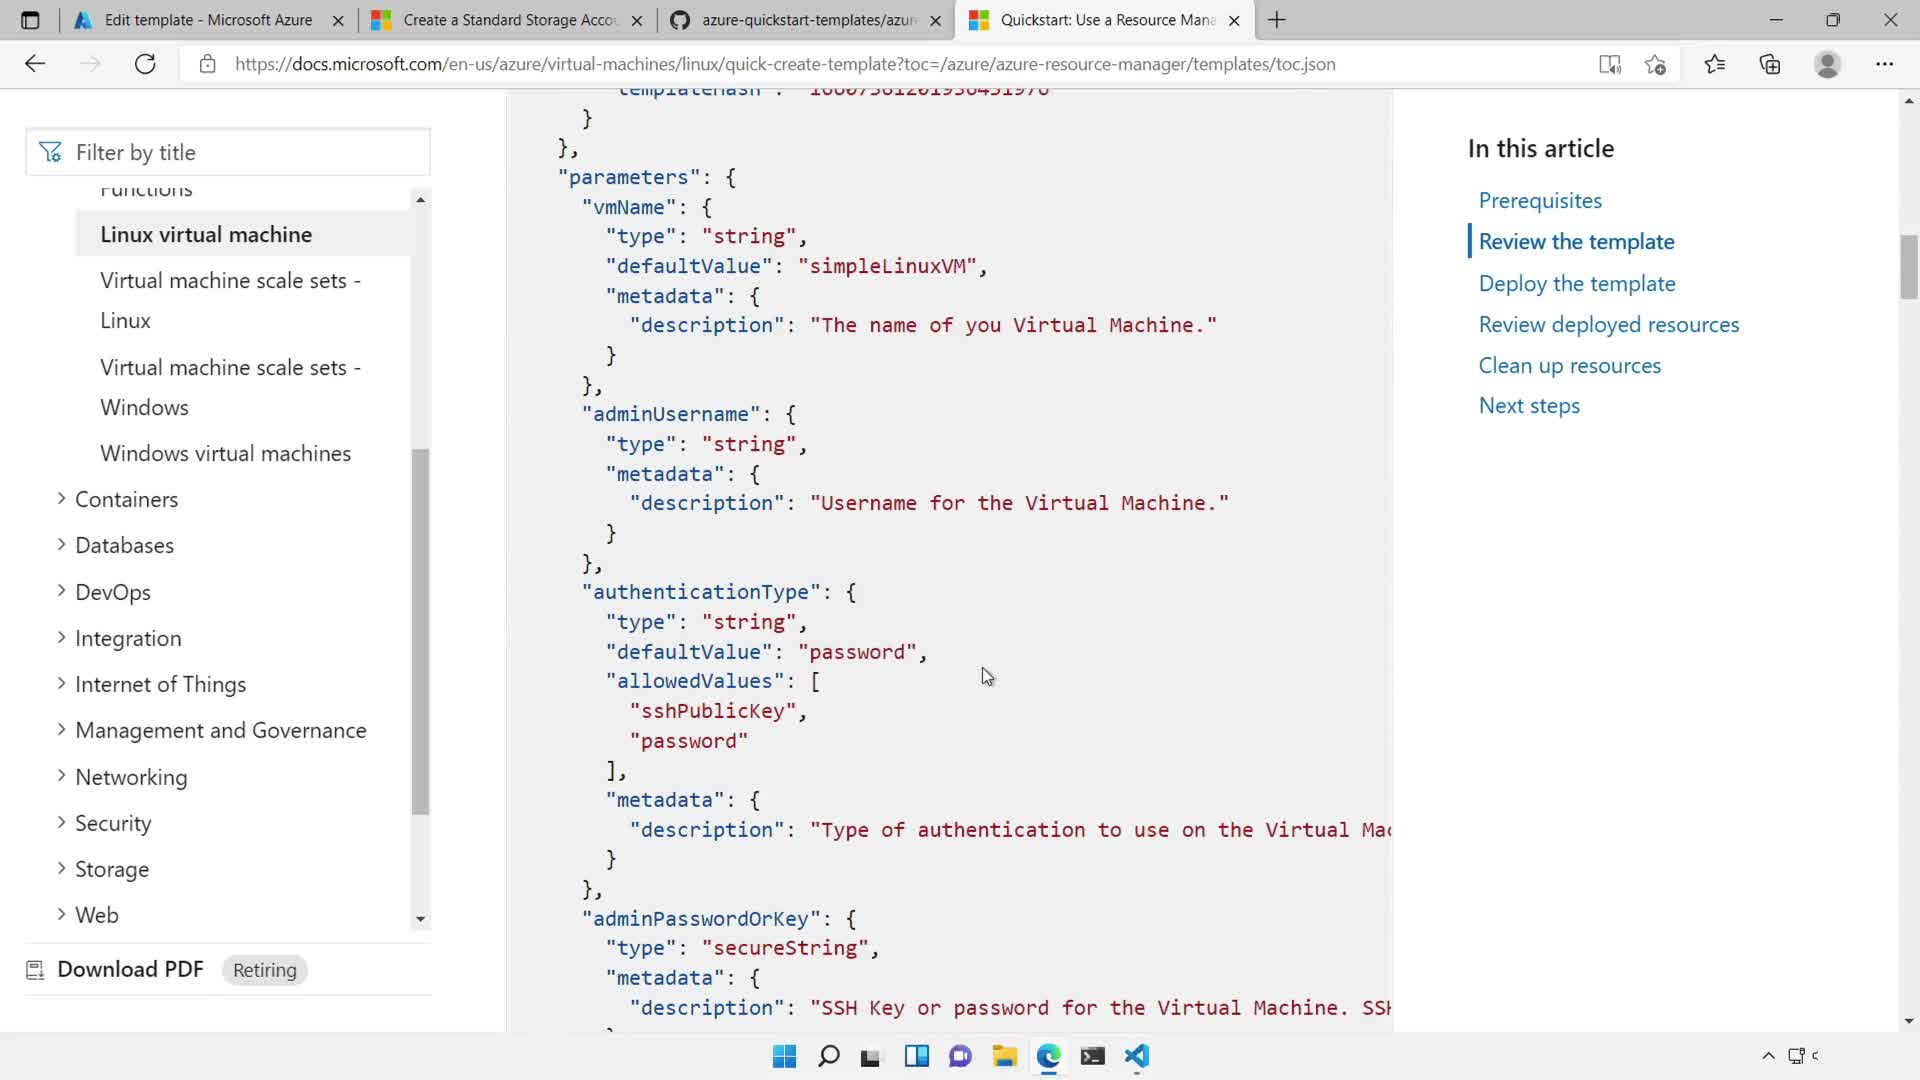 Edit template - Microsoft Azure
Create a Standard Storage Accou
azure-quickstart-templates/azur
Quickstart: Use a Resource Mana
https://docs.microsoft.com/en-us/azure/virtual-machines/linux/quick-create-template?toc=/azure/azure-resource-manager/templates/toc.json
Filter by title
Functions
Linux virtual machine
Virtual machine scale sets -
Linux
Virtual machine scale sets -
Windows
Windows virtual machines
Containers
Databases
DevOps
Integration
Internet of Things
Management and Governance
Networking
Security
Storage
Web
Download PDF
Retiring
}
},
"parameters": {
"vmName": {
"type": "string",
"defaultValue": "simpleLinuxVM",
"metadata": {
"description": "The name of you Virtual Machine."
}
},
"adminUsername": {
"type": "string",
"metadata": {
"description": "Username for the Virtual Machine."
}
},
"authenticationType": {
"type": "string",
"defaultValue": "password",
"allowedValues": [
"sshPublicKey",
"password"
],
"metadata": {
"description": "Type of authentication to use on the Virtual Mac
}
},
"adminPasswordOrKey": {
"type": "secureString",
"metadata": {
"description": "SSH Key or password for the Virtual Machine. SSH
In this article
Prerequisites
Review the template
Deploy the template
Review deployed resources
Clean up resources
Next steps